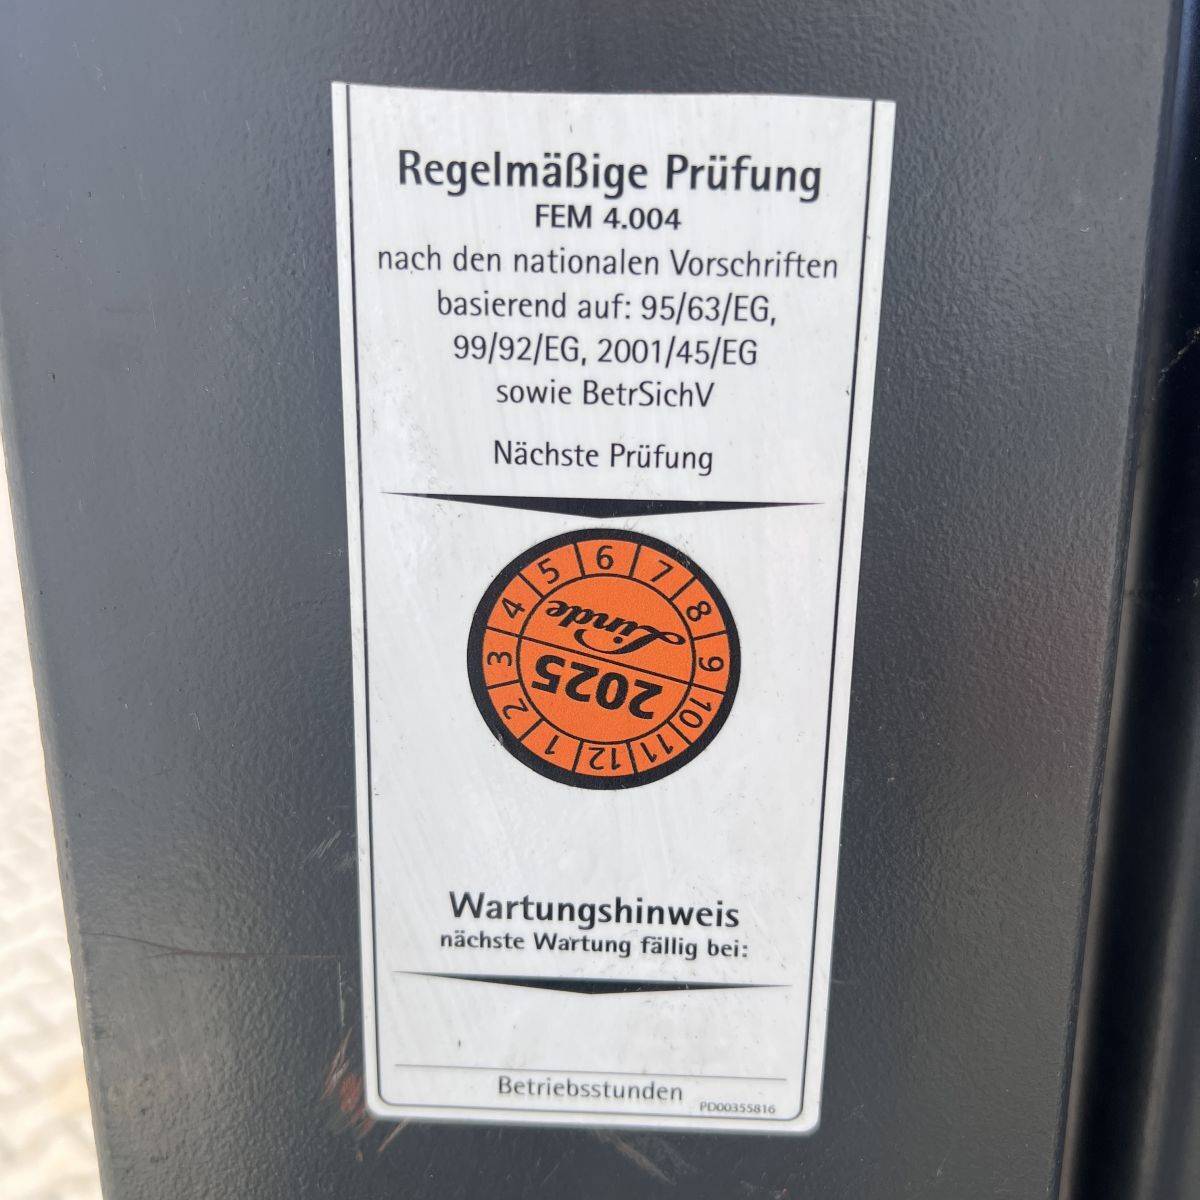 Regelmäßige Prüfung
FEM 4.004
nach den nationalen Vorschriften
basierend auf: 95/63/EG,
99/92/EG, 2001/45/EG
sowie BetrSichV
Nächste Prüfung
1 2 3 4 5 6 7 8 9 10 11 12
Linde
2025
Wartungshinweis
nächste Wartung fällig bei:
Betriebsstunden
PD00355816